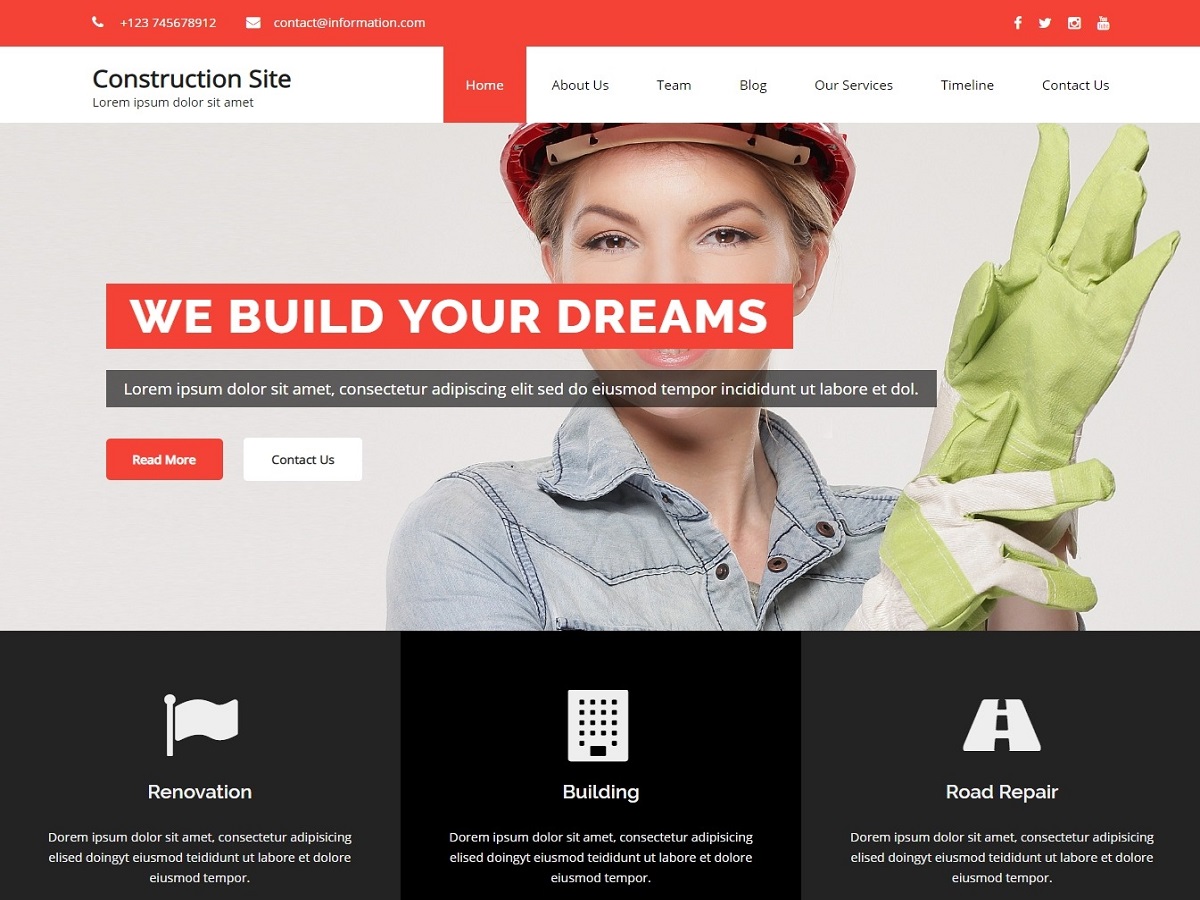 +123 745678912 contact@information.com You Tube
Construction Site
Lorem ipsum dolor sit amet
Home About Us Team Blog Our Services Timeline Contact Us
WE BUILD YOUR DREAMS
Lorem ipsum dolor sit amet, consectetur adipiscing elit sed do eiusmod tempor incididunt ut labore et dol.
Read More Contact Us
Renovation
Lorem ipsum dolor sit amet, consectetur adipisicing
elised doingyt eiusmod teididunt ut labore et dolore
eiusmod tempor.
Building
Lorem ipsum dolor sit amet, consectetur adipisicing
elised doingyt eiusmod teididunt ut labore et dolore
eiusmod tempor.
Road Repair
Lorem ipsum dolor sit amet, consectetur adipisicing
elised doingyt eiusmod teididunt ut labore et dolore
eiusmod tempor.